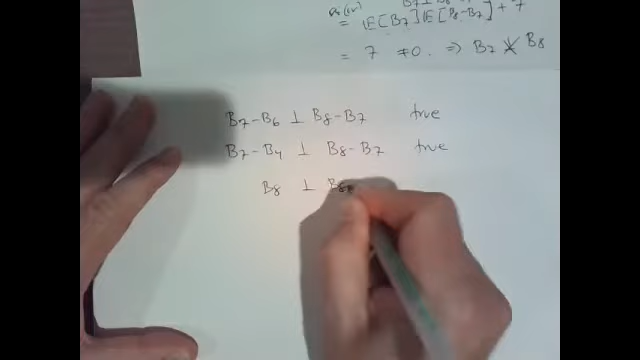 = E[B₇]E[B₈-B₇] + 7
= 7 ≠0. ⇒ B₇ ⊥̸ B₈
B₇-B₆ ⊥ B₈-B₇ true
B₇-B₄ ⊥ B₈-B₇ true
B₈ ⊥